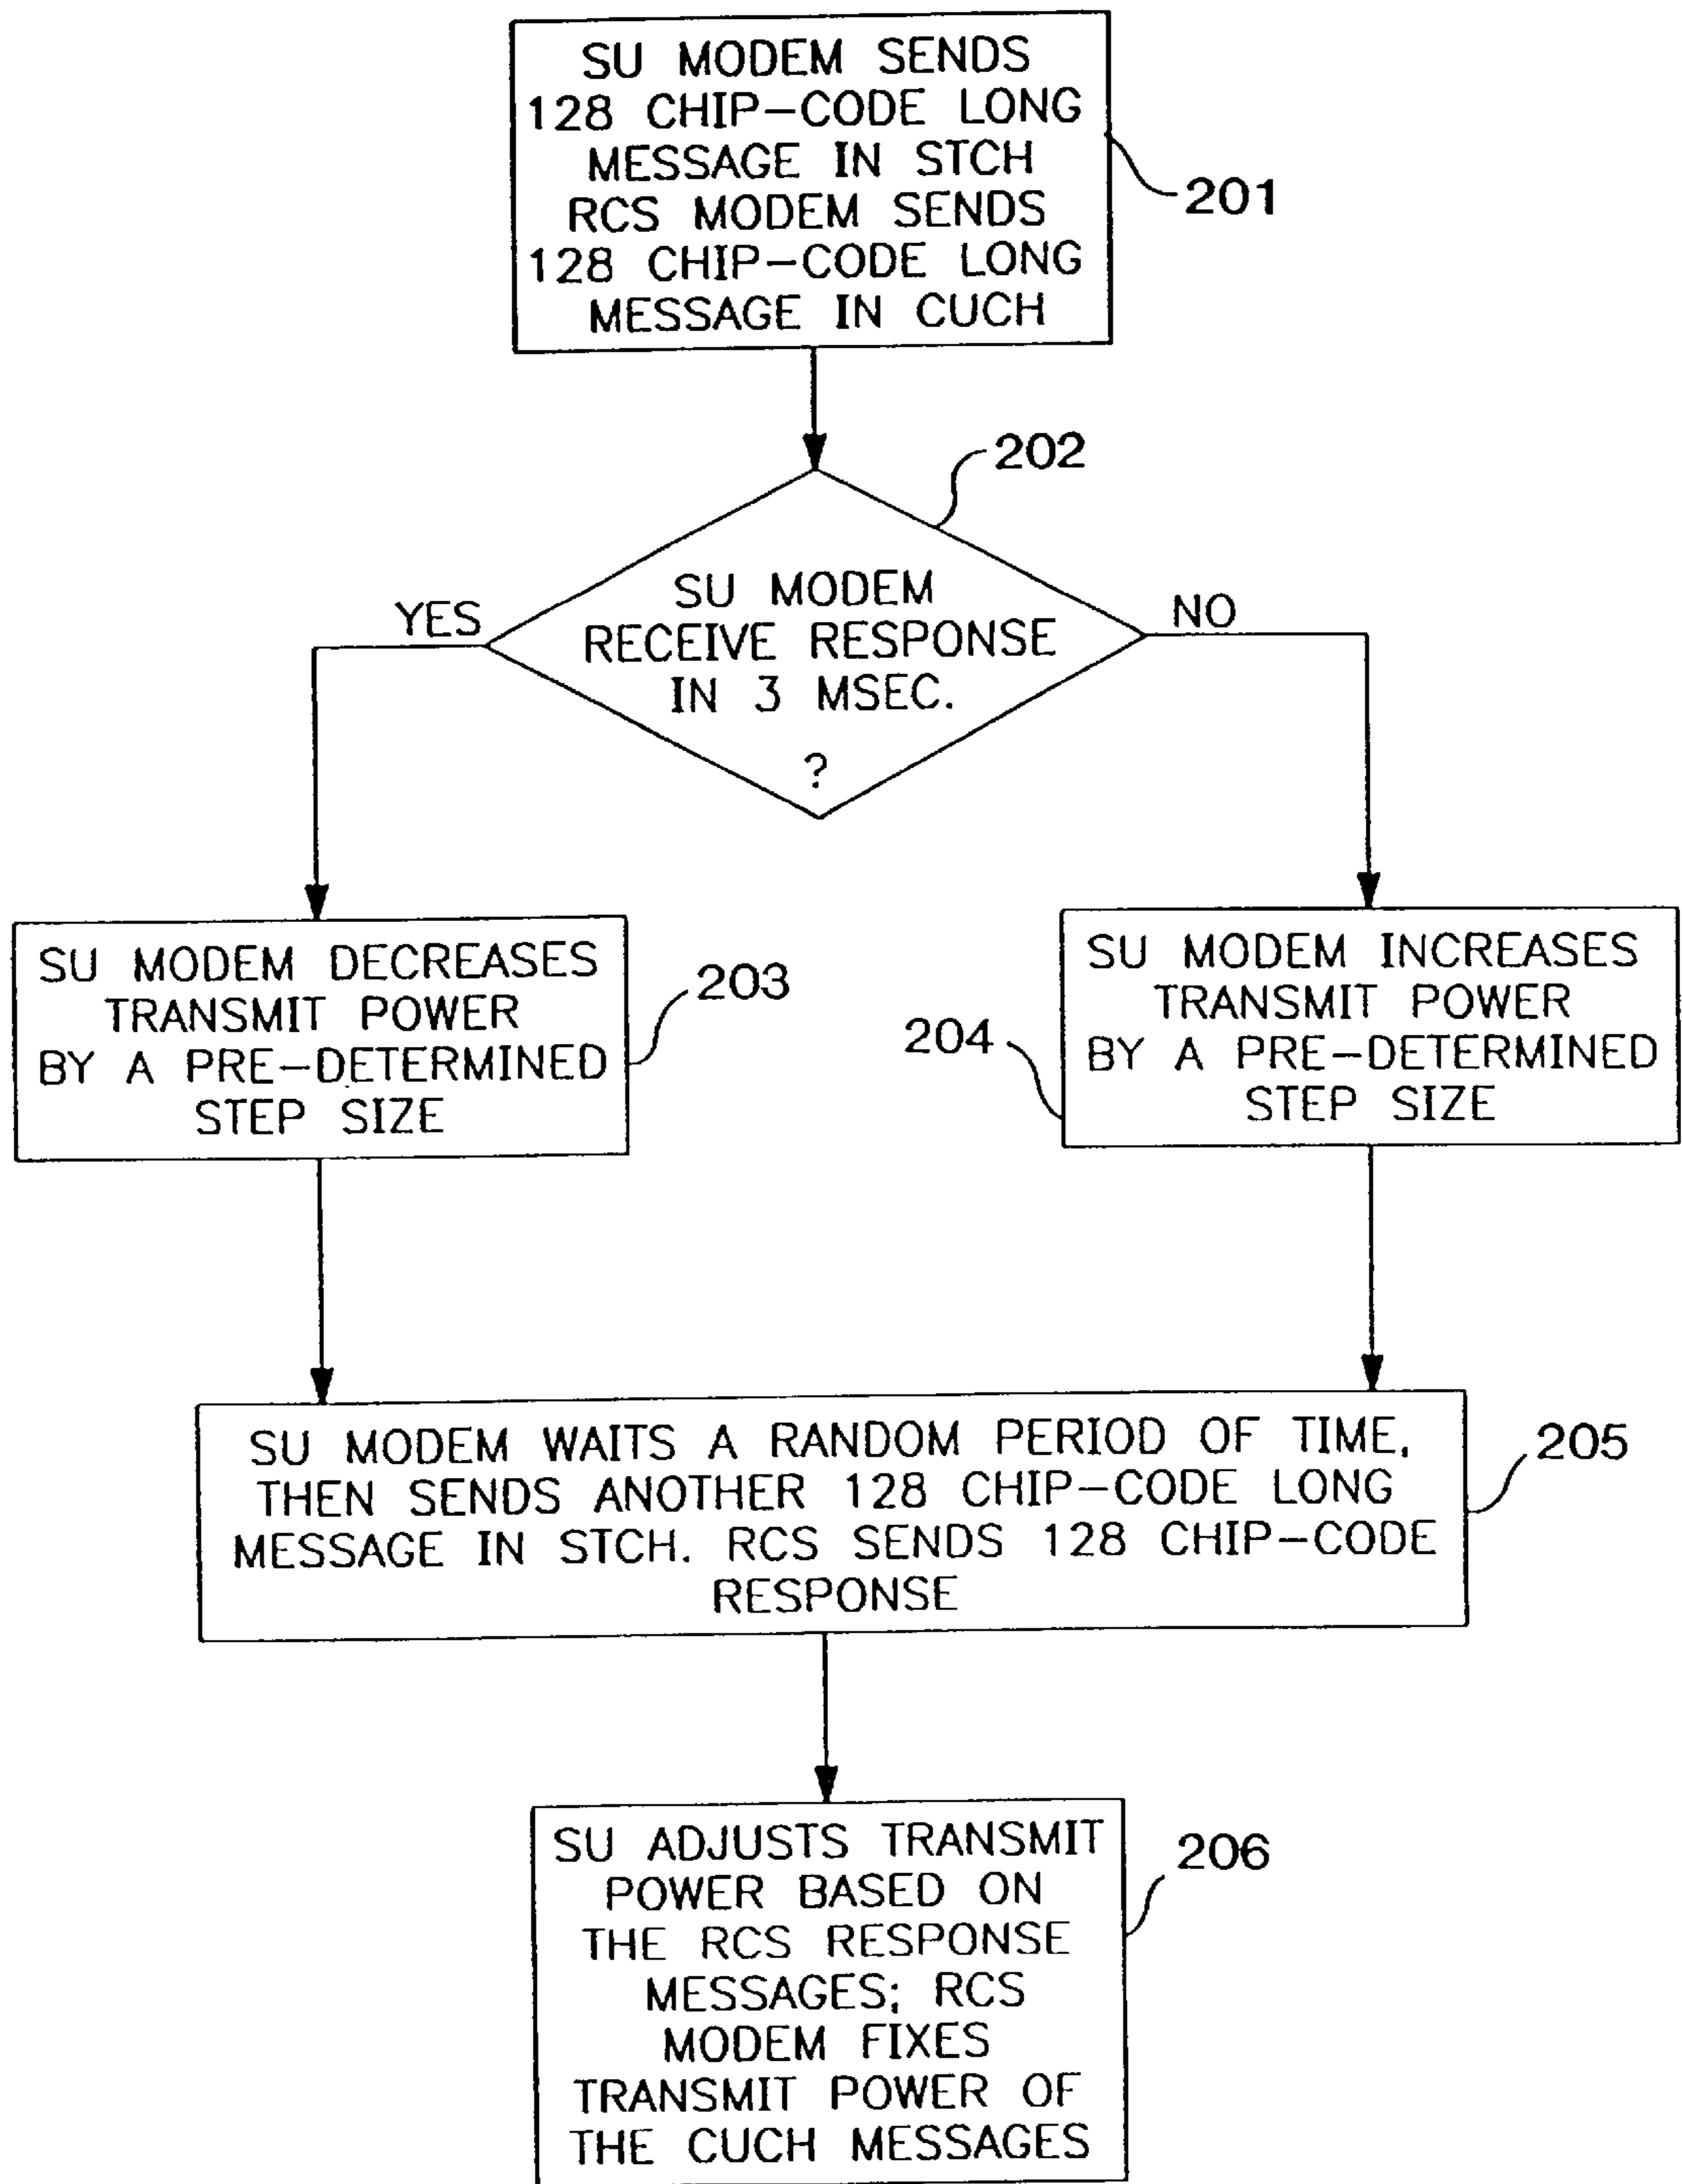 SU MODEM SENDS
128 CHIP-CODE LONG
MESSAGE IN STCH
RCS MODEM SENDS
128 CHIP-CODE LONG
MESSAGE IN CUCH
201
202
SU MODEM
RECEIVE RESPONSE
IN 3 MSEC.
?
YES
NO
SU MODEM DECREASES
TRANSMIT POWER
BY A PRE-DETERMINED
STEP SIZE
203
204
SU MODEM INCREASES
TRANSMIT POWER
BY A PRE-DETERMINED
STEP SIZE
SU MODEM WAITS A RANDOM PERIOD OF TIME,
THEN SENDS ANOTHER 128 CHIP-CODE LONG
MESSAGE IN STCH. RCS SENDS 128 CHIP-CODE
RESPONSE
205
SU ADJUSTS TRANSMIT
POWER BASED ON
THE RCS RESPONSE
MESSAGES; RCS
MODEM FIXES
TRANSMIT POWER OF
THE CUCH MESSAGES
206